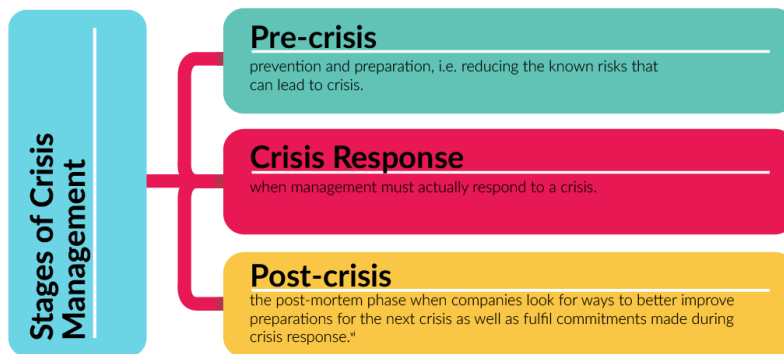 Stages of Crisis
Management
Pre-crisis
prevention and preparation, i.e. reducing the known risks that
can lead to crisis.
Crisis Response
when management must actually respond to a crisis.
Post-crisis
the post-mortem phase when companies look for ways to better improve
preparations for the next crisis as well as fulfil commitments made during
crisis response.ᵛⁱ